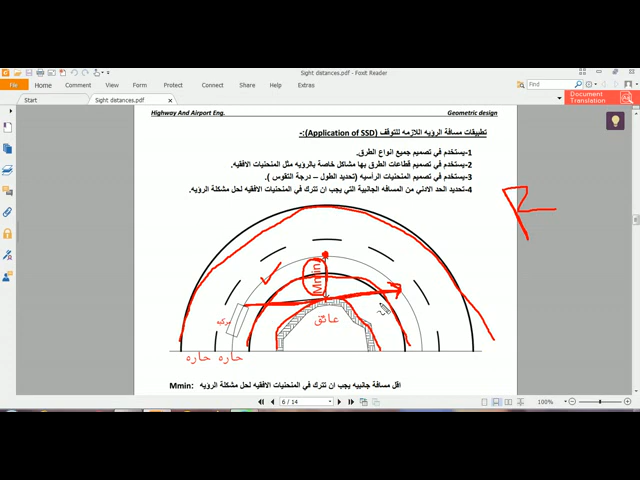 Sight distances.pdf - Foxit Reader
File
Home
Comment
View
Form
Protect
Connect
Share
Help
Extras
Find
Start
Sight distances.pdf
Document Translation
Highway And Airport Eng.
Geometric design
تطبيقات مسافة الرؤيه اللازمه للتوقف (Application of SSD):-
1-يستخدم في تصميم جميع انواع الطرق.
2-يستخدم في تصميم قطاعات الطرق بها مشاكل خاصة بالرؤيه مثل المنحنيات الافقيه.
3-يستخدم في تصميم المنحنيات الرأسيه (تحديد الطول – درجة التقوس ).
4-تحديد الحد الادني من المسافه الجانبية التي يجب ان تترك في المنحنيات الافقيه لحل مشكلة الرؤيه.
R
Mmin
عائق
مركبه
حاره حاره
Mmin: اقل مسافة جانبيه يجب ان تترك في المنحنيات الافقيه لحل مشكلة الرؤيه
6 / 14
100%